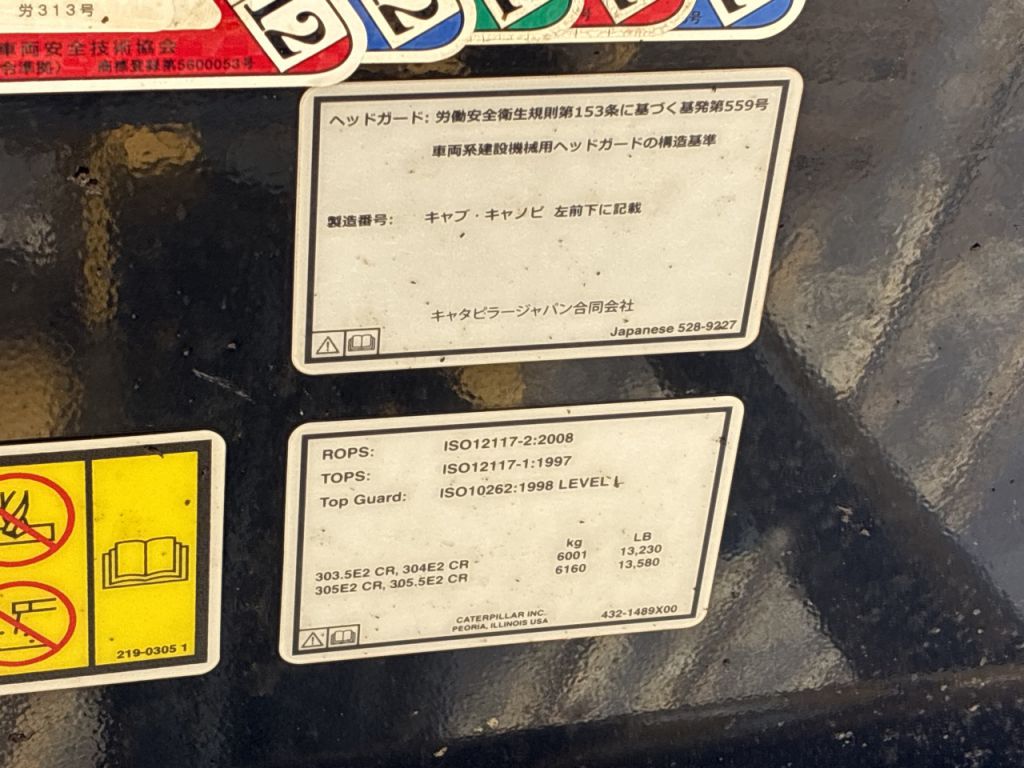 労313号
車両安全技術協会
合準拠） 商標登録第5600053号
12
2
ヘッドガード: 労働安全衛生規則第153条に基づく基発第559号
車両系建設機械用ヘッドガードの構造基準
製造番号: キャブ・キャノピ 左前下に記載
キャタピラージャパン合同会社
Japanese 528-9227
ROPS: ISO12117-2:2008
TOPS: ISO12117-1:1997
Top Guard: ISO10262:1998 LEVEL I
kg LB
303.5E2 CR, 304E2 CR 6001 13,230
305E2 CR, 305.5E2 CR 6160 13,580
CATERPILLAR INC.
PEORIA, ILLINOIS USA
432-1489X00
219-0305 1